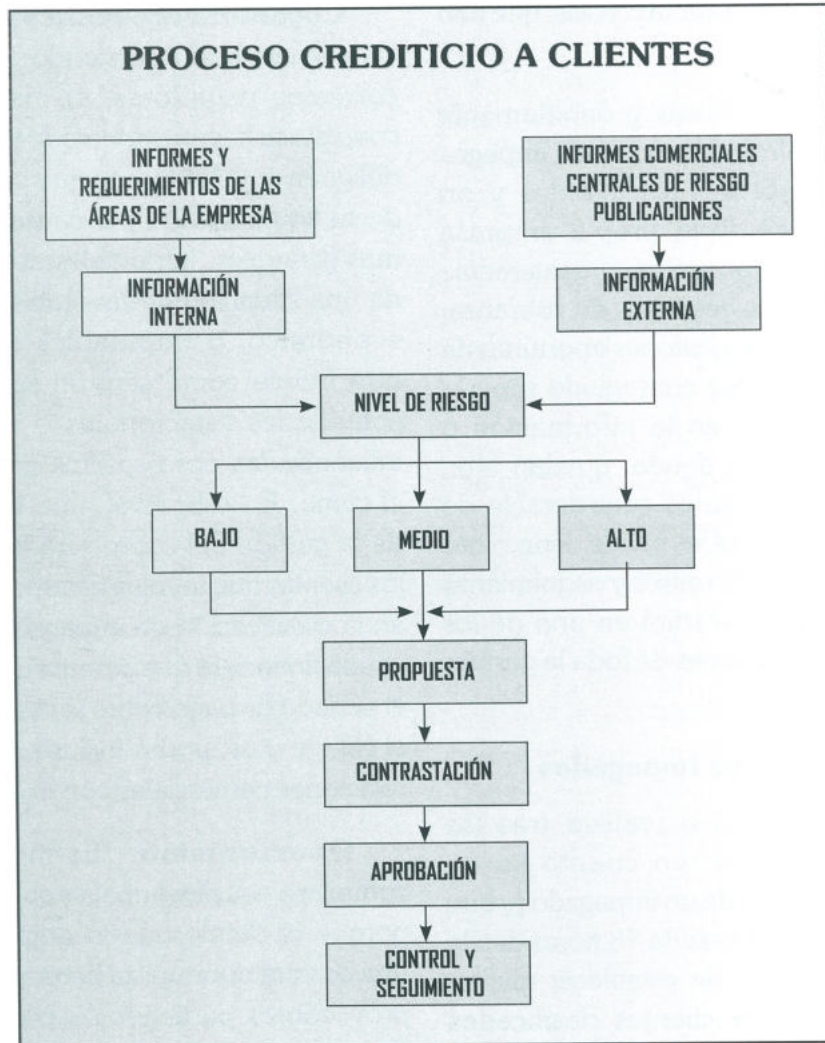 PROCESO CREDITICIO A CLIENTES
INFORMES Y
REQUERIMIENTOS DE LAS
ÁREAS DE LA EMPRESA
INFORMES COMERCIALES
CENTRALES DE RIESGO
PUBLICACIONES
INFORMACIÓN
INTERNA
INFORMACIÓN
EXTERNA
NIVEL DE RIESGO
BAJO
MEDIO
ALTO
PROPUESTA
CONTRASTACIÓN
APROBACIÓN
CONTROL Y
SEGUIMIENTO